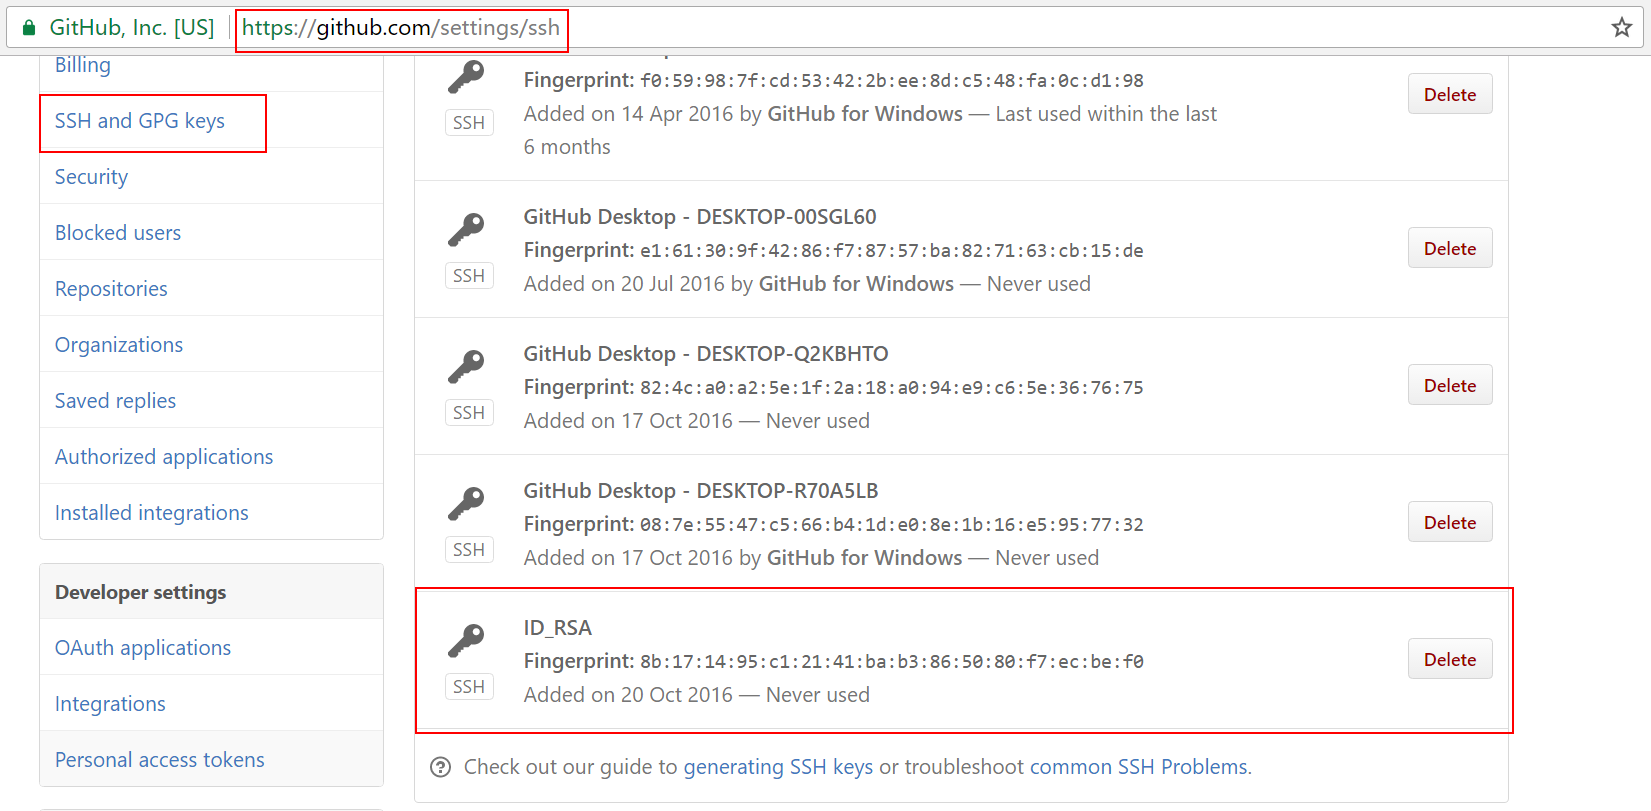 GitHub, Inc. [US] https://github.com/settings/ssh
Billing
SSH and GPG keys
Security
Blocked users
Repositories
Organizations
Saved replies
Authorized applications
Installed integrations
Developer settings
OAuth applications
Integrations
Personal access tokens
Fingerprint: f0:59:98:7f:cd:53:42:2b:ee:8d:c5:48:fa:0c:d1:98
SSH
Added on 14 Apr 2016 by GitHub for Windows — Last used within the last
6 months
Delete
GitHub Desktop - DESKTOP-00SGL60
Fingerprint: e1:61:30:9f:42:86:f7:87:57:ba:82:71:63:cb:15:de
SSH
Added on 20 Jul 2016 by GitHub for Windows — Never used
Delete
GitHub Desktop - DESKTOP-Q2KBHTO
Fingerprint: 82:4c:a0:a2:5e:1f:2a:18:a0:94:e9:c6:5e:36:76:75
SSH
Added on 17 Oct 2016 — Never used
Delete
GitHub Desktop - DESKTOP-R70A5LB
Fingerprint: 08:7e:55:47:c5:66:b4:1d:e0:8e:1b:16:e5:95:77:32
SSH
Added on 17 Oct 2016 by GitHub for Windows — Never used
Delete
ID_RSA
Fingerprint: 8b:17:14:95:c1:21:41:ba:b3:86:50:80:f7:ec:be:f0
SSH
Added on 20 Oct 2016 — Never used
Delete
Check out our guide to generating SSH keys or troubleshoot common SSH Problems.